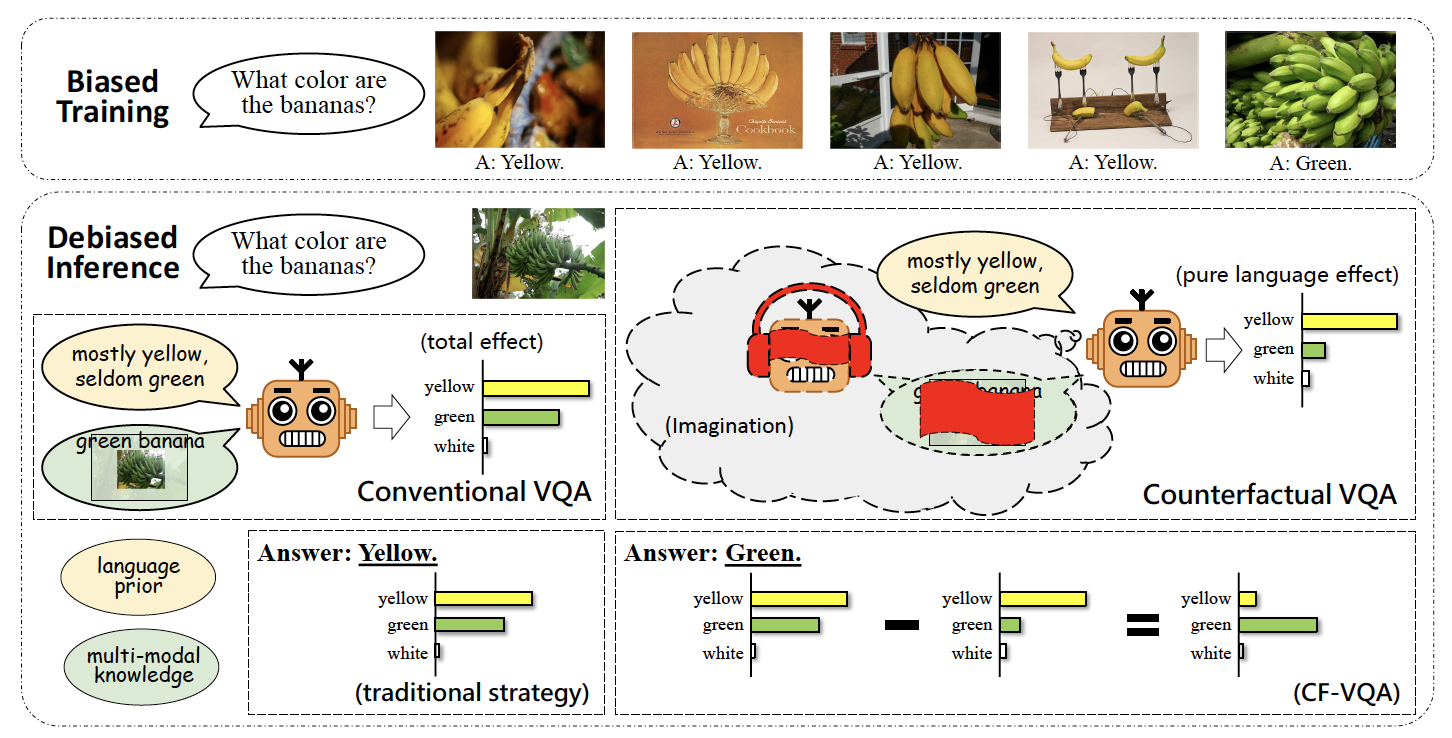 Biased
Training
What color are
the bananas?
Cookbook
A: Yellow.
A: Yellow.
A: Yellow.
A: Yellow.
A: Green.
Debiased
Inference
What color are
the bananas?
mostly yellow,
seldom green
green banana
(total effect)
yellow
green
white
Conventional VQA
mostly yellow,
seldom green
(Imagination)
(pure language effect)
yellow
green
white
Counterfactual VQA
language
prior
multi-modal
knowledge
Answer: Yellow.
yellow
green
white
(traditional strategy)
Answer: Green.
yellow
green
white
yellow
green
white
yellow
green
white
(CF-VQA)